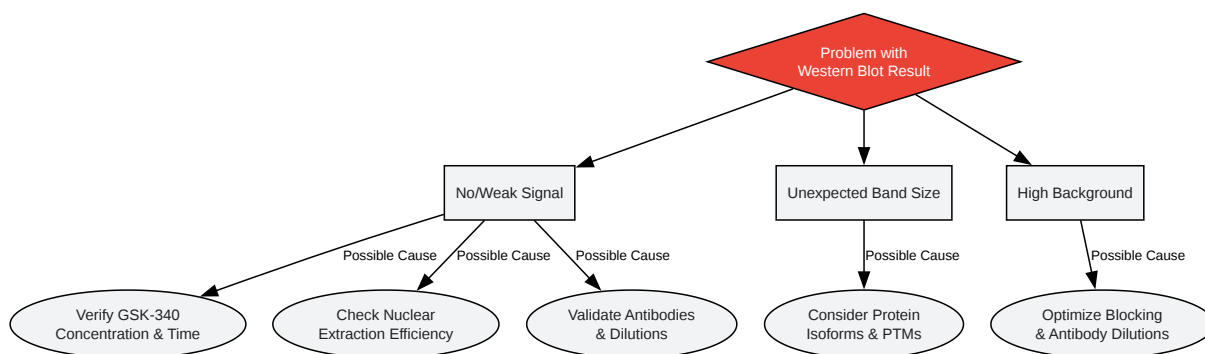 Problem with
Western Blot Result
No/Weak Signal
Unexpected Band Size
High Background
Possible Cause
Possible Cause
Possible Cause
Possible Cause
Possible Cause
Verify GSK-340
Concentration & Time
Check Nuclear
Extraction Efficiency
Validate Antibodies
& Dilutions
Consider Protein
Isoforms & PTMs
Optimize Blocking
& Antibody Dilutions